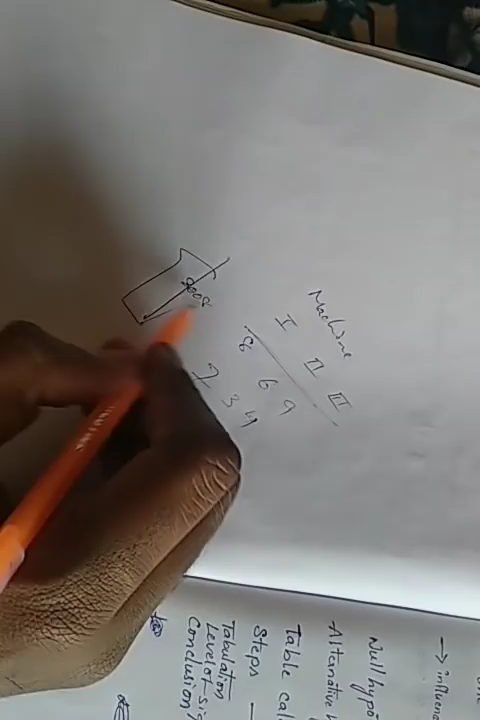 Machine
I II III
8 6 9
7 3 4
→ influence
Null hypo
Alternative h
Table cal
Steps —
Tabulation
Level of si
Conclusion